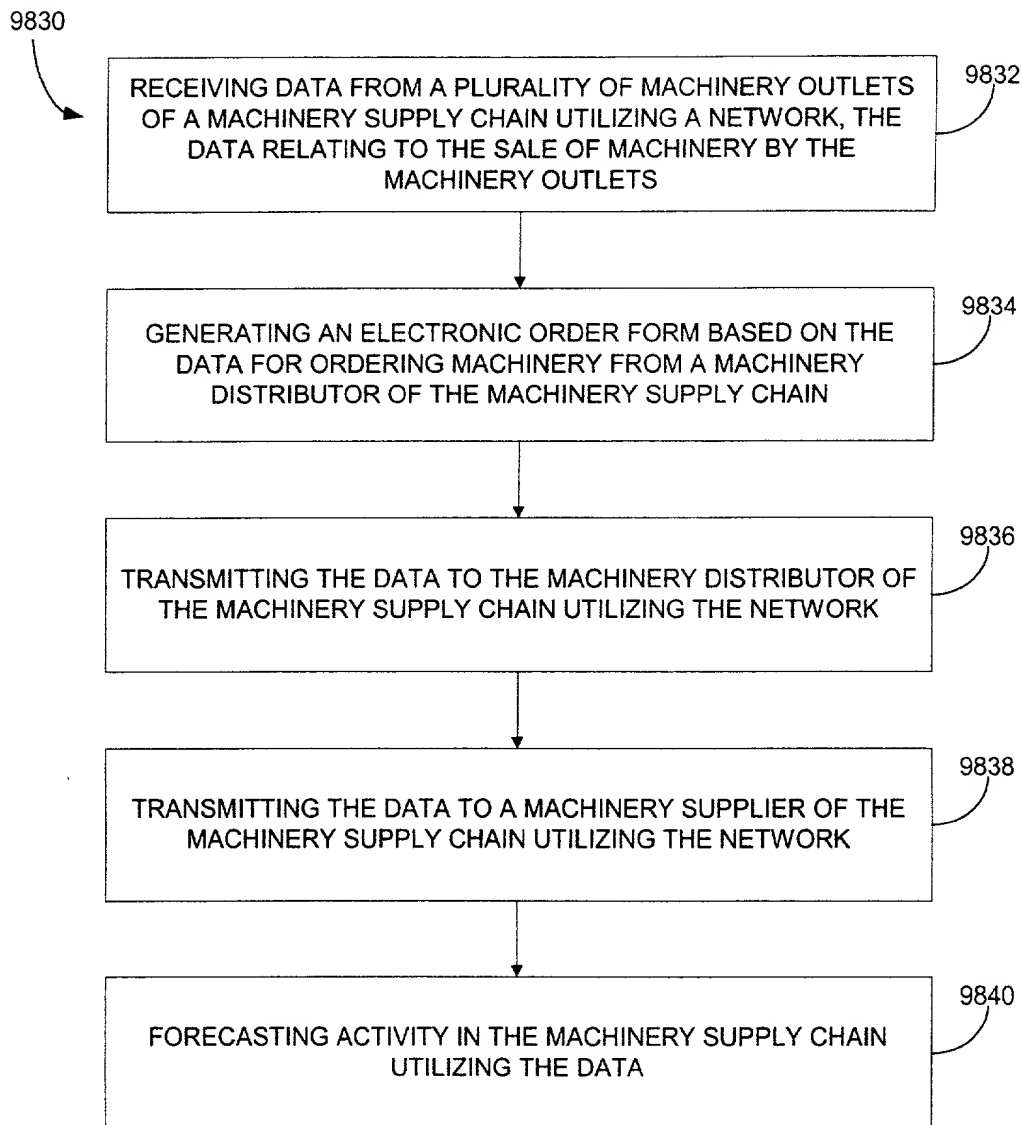 9830
RECEIVING DATA FROM A PLURALITY OF MACHINERY OUTLETS
OF A MACHINERY SUPPLY CHAIN UTILIZING A NETWORK, THE
DATA RELATING TO THE SALE OF MACHINERY BY THE
MACHINERY OUTLETS
9832
GENERATING AN ELECTRONIC ORDER FORM BASED ON THE
DATA FOR ORDERING MACHINERY FROM A MACHINERY
DISTRIBUTOR OF THE MACHINERY SUPPLY CHAIN
9834
TRANSMITTING THE DATA TO THE MACHINERY DISTRIBUTOR OF
THE MACHINERY SUPPLY CHAIN UTILIZING THE NETWORK
9836
TRANSMITTING THE DATA TO A MACHINERY SUPPLIER OF THE
MACHINERY SUPPLY CHAIN UTILIZING THE NETWORK
9838
FORECASTING ACTIVITY IN THE MACHINERY SUPPLY CHAIN
UTILIZING THE DATA
9840